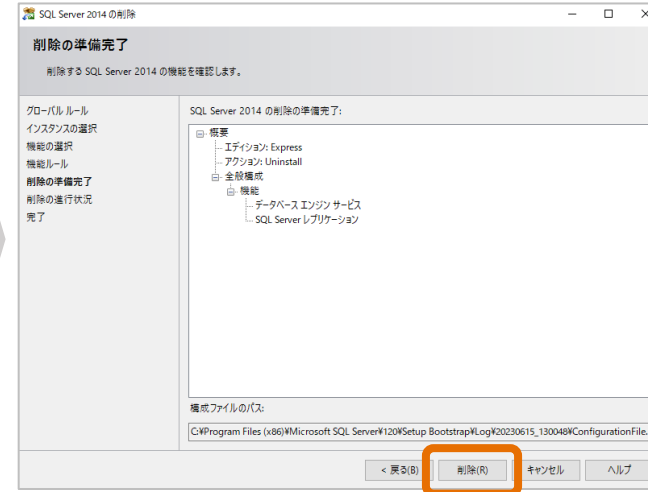 SQL Server 2014 の削除
削除の準備完了
削除する SQL Server 2014 の機能を確認します。
グローバル ルール
インスタンスの選択
機能の選択
機能ルール
削除の準備完了
削除の進行状況
完了
SQL Server 2014 の削除の準備完了:
概要
エディション: Express
アクション: Uninstall
全般構成
機能
データベース エンジン サービス
SQL Server レプリケーション
構成ファイルのパス:
C:¥Program Files (x86)¥Microsoft SQL Server¥120¥Setup Bootstrap¥Log¥20230615_130048¥ConfigurationFile.
< 戻る(B)
削除(R)
キャンセル
ヘルプ